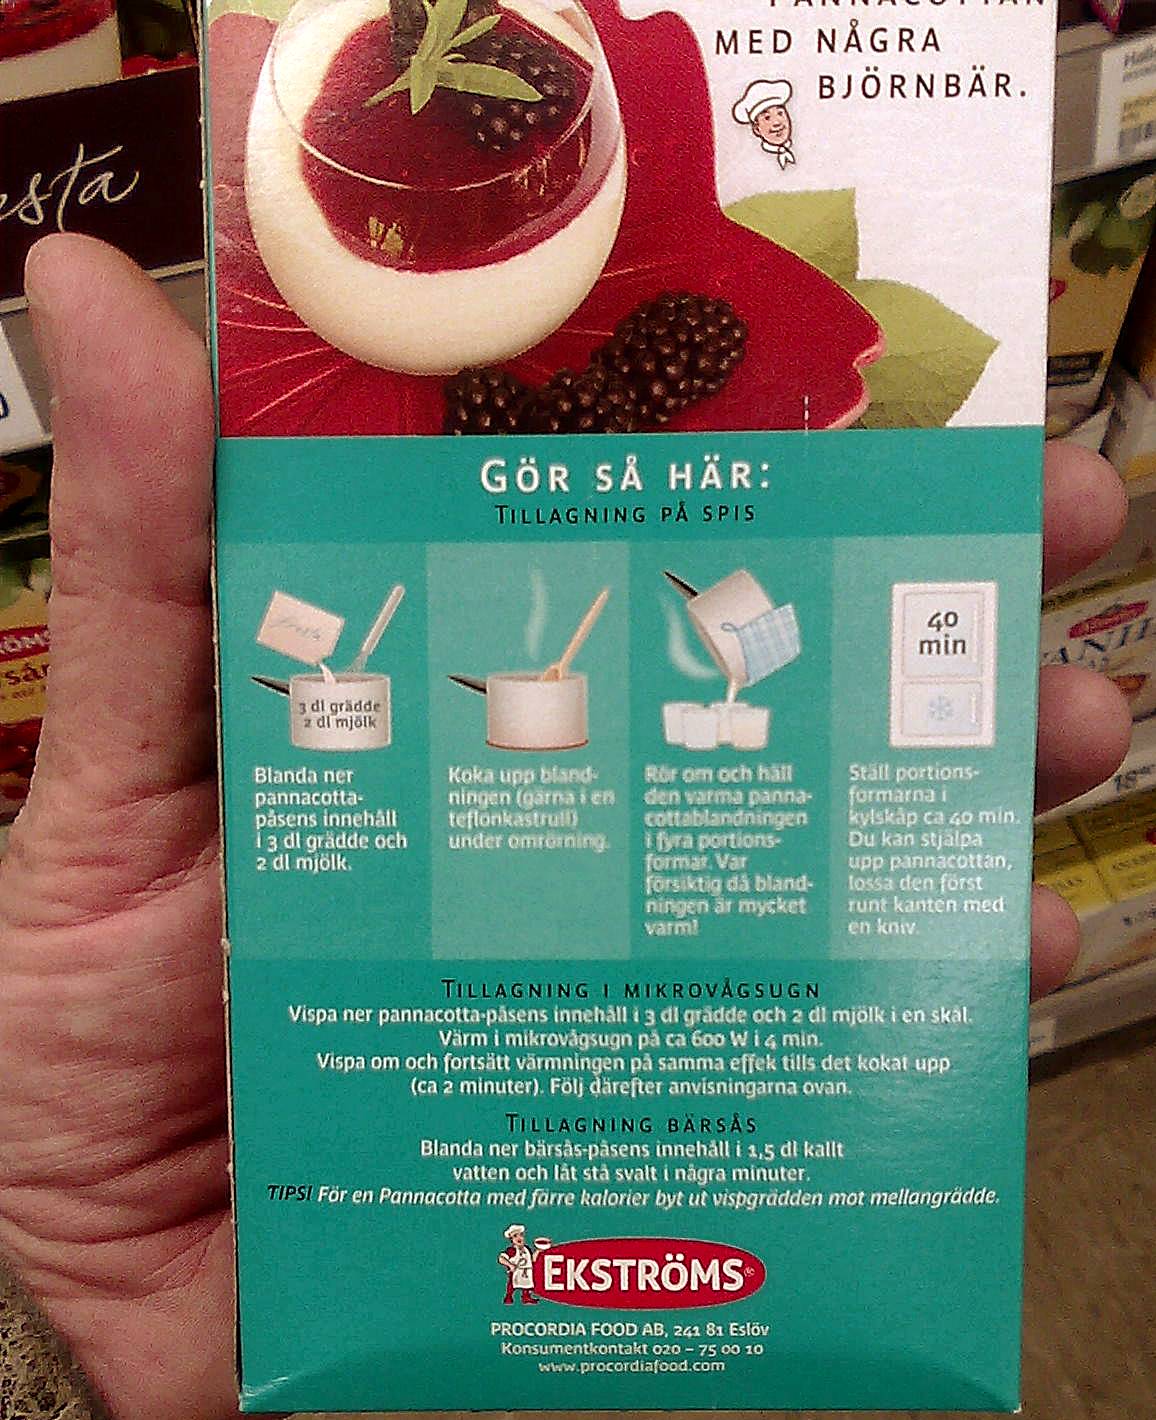 PANNACOTTAN
MED NÅGRA
BJÖRNBÄR.
GÖR SÅ HÄR:
TILLAGNING PÅ SPIS
3 dl grädde
2 dl mjölk
40
min
Blanda ner
pannacotta-
påsens innehåll
i 3 dl grädde och
2 dl mjölk.
Koka upp bland-
ningen (gärna i en
teflonkastrull)
under omrörning.
Rör om och häll
den varma panna-
cottablandningen
i fyra portions-
formar. Var
försiktig då bland-
ningen är mycket
varm!
Ställ portions-
formarna i
kylskåp ca 40 min.
Du kan stjälpa
upp pannacottan,
lossa den först
runt kanten med
en kniv.
TILLAGNING I MIKROVÅGSUGN
Vispa ner pannacotta-påsens innehåll i 3 dl grädde och 2 dl mjölk i en skål.
Värm i mikrovågsugn på ca 600 W i 4 min.
Vispa om och fortsätt värmningen på samma effek tills det kokat upp
(ca 2 minuter). Följ därefter anvisningarna ovan.
TILLAGNING BÄRSÅS
Blanda ner bärsås-påsens innehåll i 1,5 dl kallt
vatten och låt stå svalt i några minuter.
TIPS! För en Pannacotta med färre kalorier byt ut vispgrädden mot mellangrädde.
EKSTRÖMS®
PROCORDIA FOOD AB, 241 81 Eslöv
Konsumentkontakt 020 – 75 00 10
www.procordiafood.com